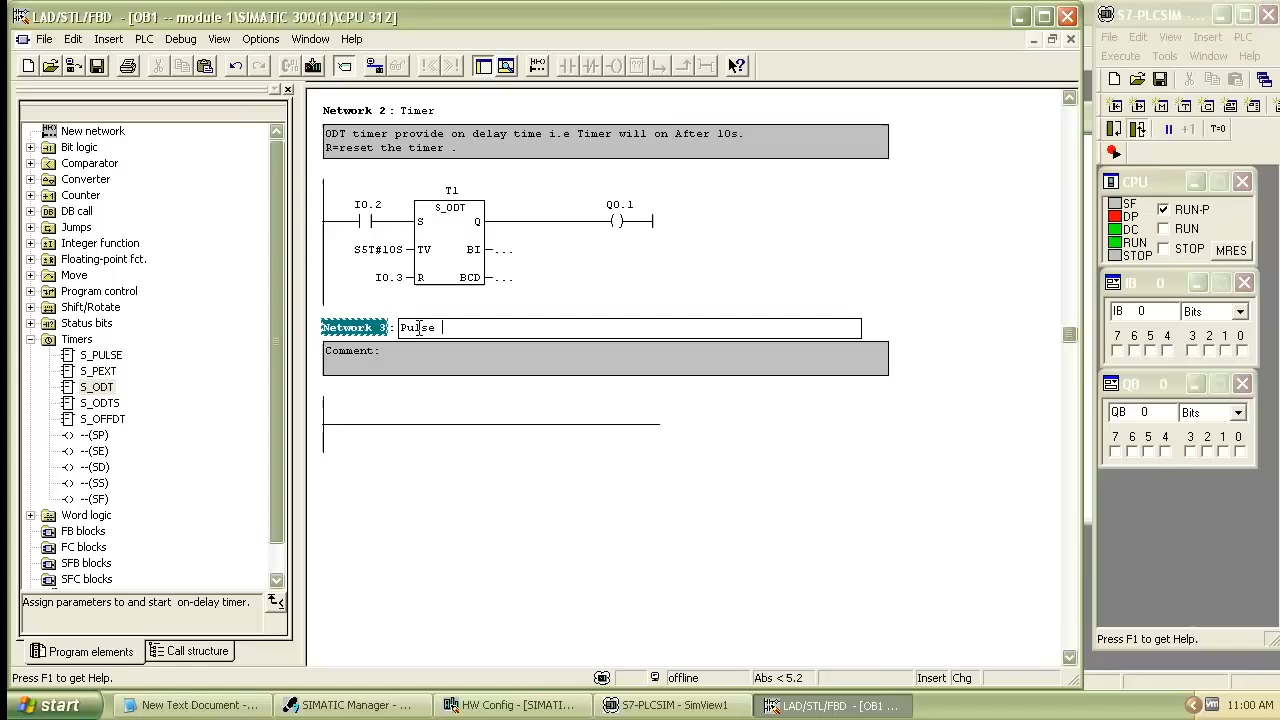 LAD/STL/FBD - [OB1 -- module 1\SIMATIC 300(1)\CPU 312]
File Edit Insert PLC Debug View Options Window Help
New network
Bit logic
Comparator
Converter
Counter
DB call
Jumps
Integer function
Floating-point fct.
Move
Program control
Shift/Rotate
Status bits
Timers
S_PULSE
S_PEXT
S_ODT
S_ODTS
S_OFFDT
--(SP)
--(SE)
--(SD)
--(SS)
--(SF)
Word logic
FB blocks
FC blocks
SFB blocks
SFC blocks
Assign parameters to and start on-delay timer.
Program elements
Call structure
Network 2 : Timer
ODT timer provide on delay time i.e Timer will on After 10s.
R=reset the timer .
T1
I0.2 S_ODT Q0.1
S Q
S5T#10S TV BI ...
I0.3 R BCD ...
Network 3 : Pulse
Comment:
Press F1 to get Help.
offline Abs < 5.2 Insert Chg
S7-PLCSIM - ...
File Edit View Insert PLC
Execute Tools Window Help
+1 T=0
CPU
SF
DP
DC
RUN
STOP
RUN-P
RUN
STOP
MRES
IB 0
IB 0 Bits
7 6 5 4 3 2 1 0
QB 0
QB 0 Bits
7 6 5 4 3 2 1 0
Press F1 to get Help.
start
New Text Document - ...
SIMATIC Manager - ...
HW Config - [SIMATI...
S7-PLCSIM - SimView1
LAD/STL/FBD - [OB1 ...
11:00 AM